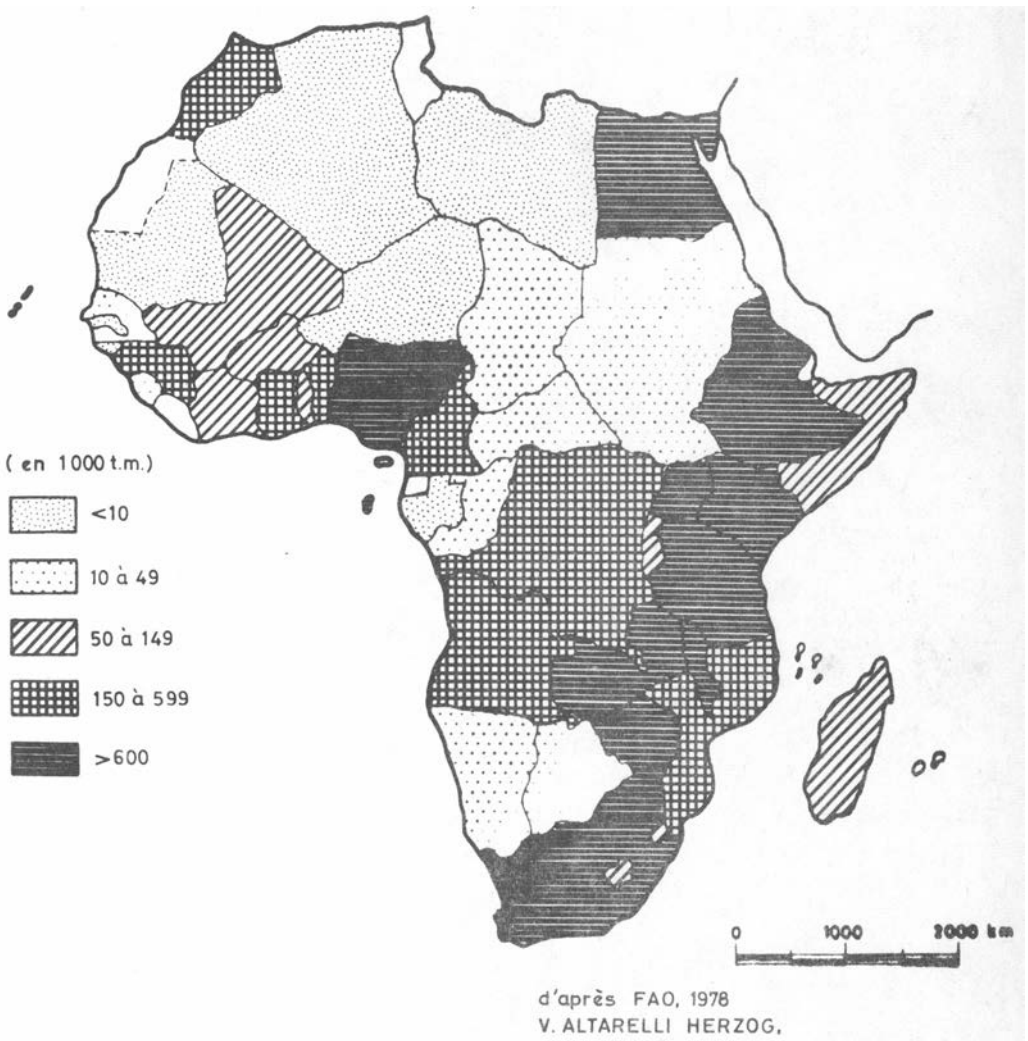 ( en 1000 t.m.)
<10
10 à 49
50 à 149
150 à 599
>600
0 1000 2000 km
d'après FAO, 1978
V. ALTARELLI HERZOG,